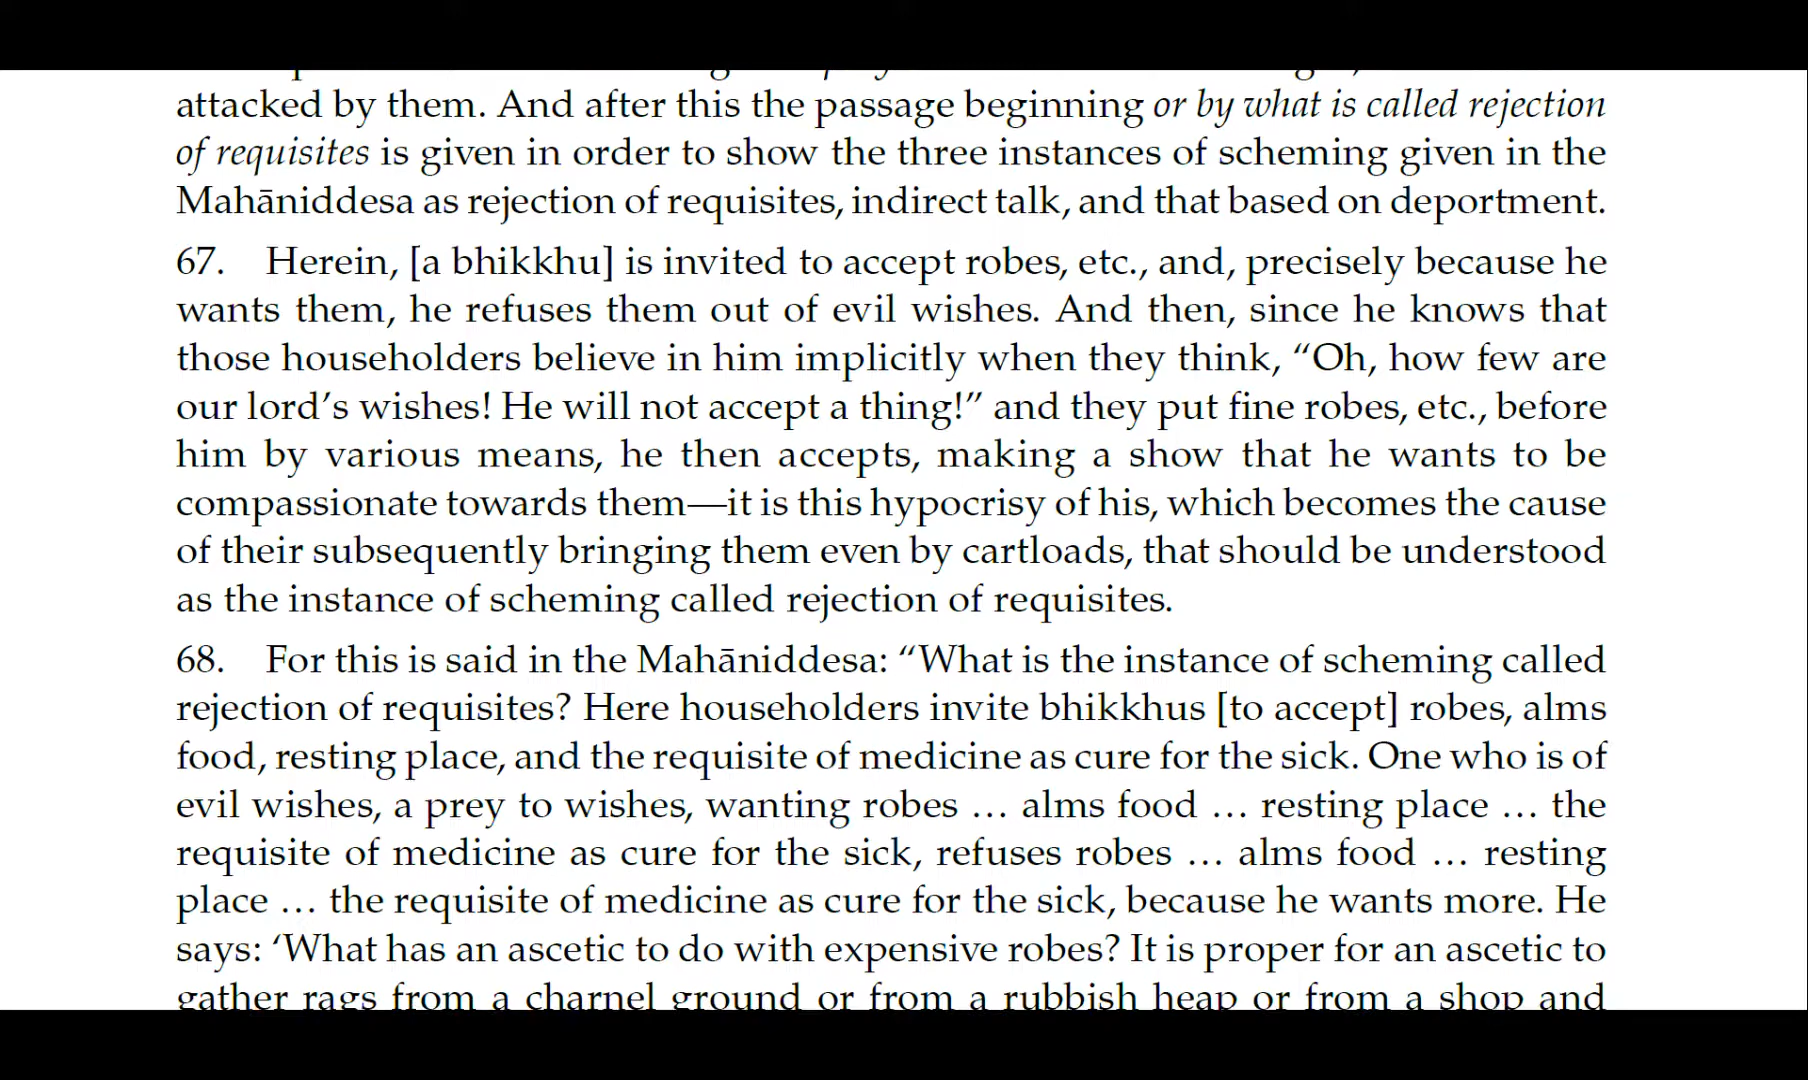 attacked by them. And after this the passage beginning or by what is called rejection
of requisites is given in order to show the three instances of scheming given in the
Mahāniddesa as rejection of requisites, indirect talk, and that based on deportment.
67. Herein, [a bhikkhu] is invited to accept robes, etc., and, precisely because he
wants them, he refuses them out of evil wishes. And then, since he knows that
those householders believe in him implicitly when they think, “Oh, how few are
our lord’s wishes! He will not accept a thing!” and they put fine robes, etc., before
him by various means, he then accepts, making a show that he wants to be
compassionate towards them—it is this hypocrisy of his, which becomes the cause
of their subsequently bringing them even by cartloads, that should be understood
as the instance of scheming called rejection of requisites.
68. For this is said in the Mahāniddesa: “What is the instance of scheming called
rejection of requisites? Here householders invite bhikkhus [to accept] robes, alms
food, resting place, and the requisite of medicine as cure for the sick. One who is of
evil wishes, a prey to wishes, wanting robes … alms food … resting place … the
requisite of medicine as cure for the sick, refuses robes … alms food … resting
place … the requisite of medicine as cure for the sick, because he wants more. He
says: ‘What has an ascetic to do with expensive robes? It is proper for an ascetic to
gather rags from a charnel ground or from a rubbish heap or from a shop and